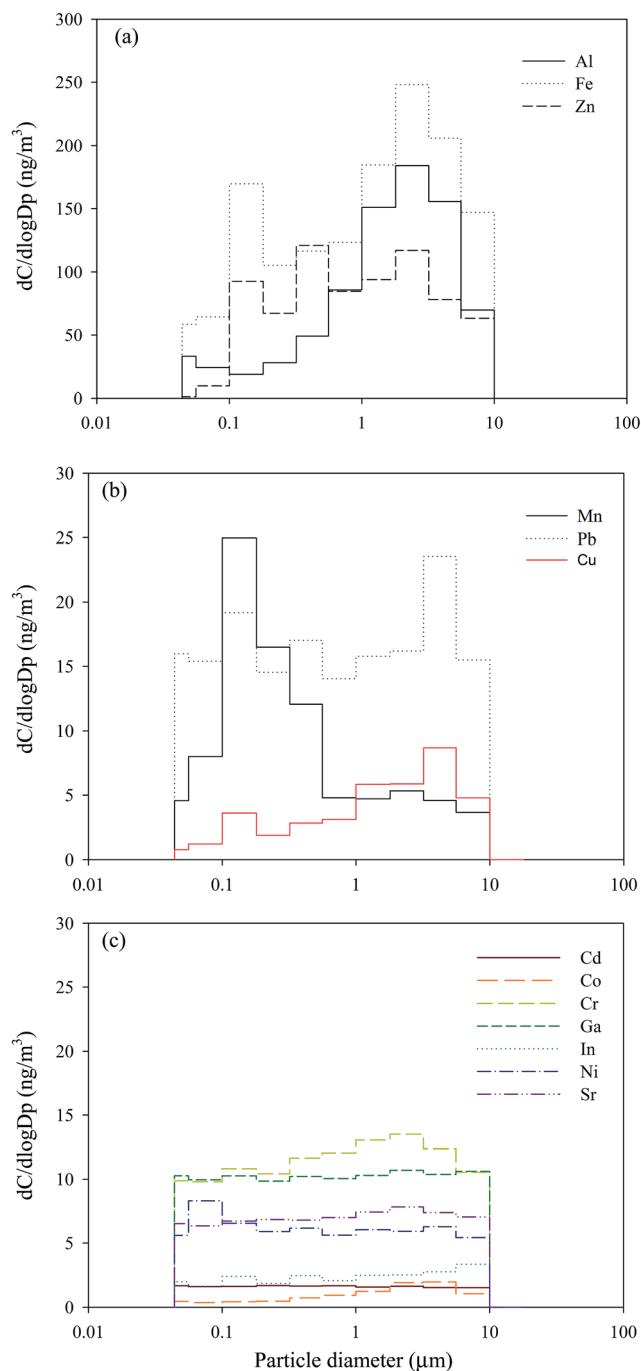 (a)
300
250
200
150
100
50
0
dC/dlogDp (ng/m³)
Al
Fe
Zn
0.01 0.1 1 10 100
(b)
30
25
20
15
10
5
0
dC/dlogDp (ng/m³)
Mn
Pb
Cu
0.01 0.1 1 10 100
(c)
30
25
20
15
10
5
0
dC/dlogDp (ng/m³)
Cd
Co
Cr
Ga
In
Ni
Sr
0.01 0.1 1 10 100
Particle diameter (μm)